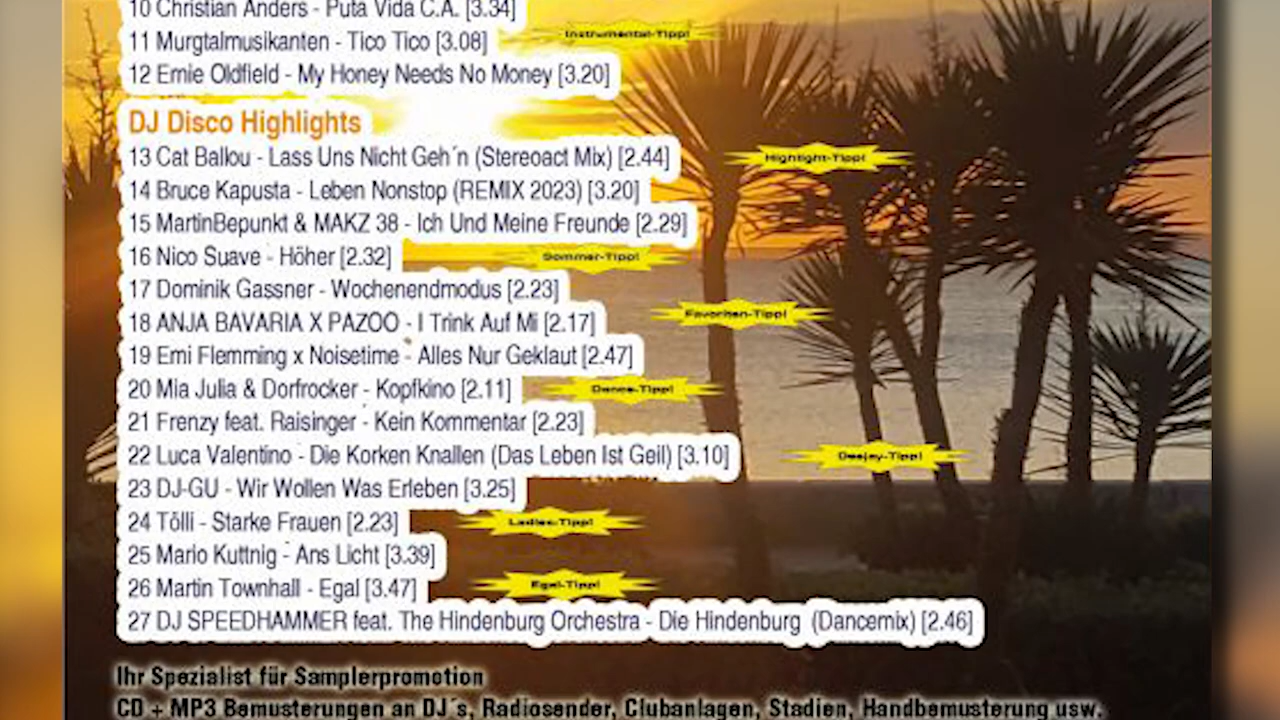 10 Christian Anders - Puta Vida C.A. [3.34]
11 Murgtalmusikanten - Tico Tico [3.08] Instrumental-Tipp!
12 Ernie Oldfield - My Honey Needs No Money [3.20]
DJ Disco Highlights
13 Cat Ballou - Lass Uns Nicht Geh´n (Stereoact Mix) [2.44] Highlight-Tipp!
14 Bruce Kapusta - Leben Nonstop (REMIX 2023) [3.20]
15 MartinBepunkt & MAKZ 38 - Ich Und Meine Freunde [2.29]
16 Nico Suave - Höher [2.32] Sommer-Tipp!
17 Dominik Gassner - Wochenendmodus [2.23]
18 ANJA BAVARIA X PAZOO - I Trink Auf Mi [2.17] Favoriten-Tipp!
19 Emi Flemming x Noisetime - Alles Nur Geklaut [2.47]
20 Mia Julia & Dorfrocker - Kopfkino [2.11] Dance-Tipp!
21 Frenzy feat. Raisinger - Kein Kommentar [2.23]
22 Luca Valentino - Die Korken Knallen (Das Leben Ist Geil) [3.10] Deejay-Tipp!
23 DJ-GU - Wir Wollen Was Erleben [3.25]
24 Tölli - Starke Frauen [2.23] Ladies-Tipp!
25 Mario Kuttnig - Ans Licht [3.39]
26 Martin Townhall - Egal [3.47] Egal-Tipp!
27 DJ SPEEDHAMMER feat. The Hindenburg Orchestra - Die Hindenburg (Dancemix) [2.46]
Ihr Spezialist für Samplerpromotion
CD + MP3 Bemusterungen an DJ´s, Radiosender, Clubanlagen, Stadien, Handbemusterung usw.